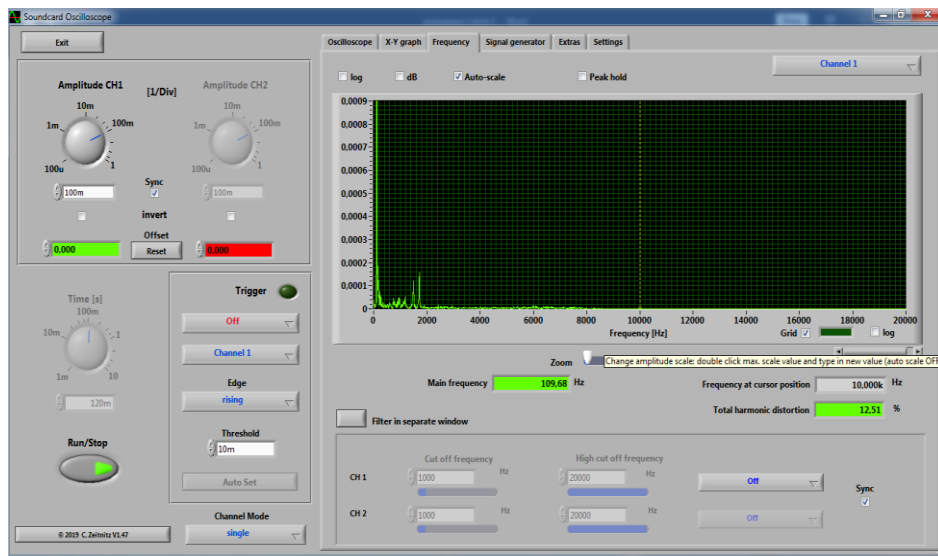 Soundcard Oscilloscope
Exit
Amplitude CH1
[1/Div]
Amplitude CH2
10m
1m
100m
100u
1
10m
1m
100m
100u
1
100m
Sync
100m
invert
Offset
0,000
Reset
0,000
Time [s]
100m
10m
.1
1m
10
120m
Run/Stop
© 2019 C. Zeitnitz V1.47
Trigger
Off
Channel 1
Edge
rising
Threshold
10m
Auto Set
Channel Mode
single
Oscilloscope X-Y graph Frequency Signal generator Extras Settings
log dB Auto-scale Peak hold
Channel 1
0,0009
0,0008
0,0007
0,0006
0,0005
0,0004
0,0003
0,0002
0,0001
0
0 2000 4000 6000 8000 10000 12000 14000 16000 18000 20000
Frequency [Hz]
Grid
log
Zoom
Change amplitude scale: double click max. scale value and type in new value (auto scale OFF
Main frequency 109,68 Hz
Frequency at cursor position 10,000k Hz
Total harmonic distortion 12,51 %
Filter in separate window
Cut off frequency
High cut off frequency
CH 1 1000 Hz 20000 Hz Off
Sync
CH 2 1000 Hz 20000 Hz Off